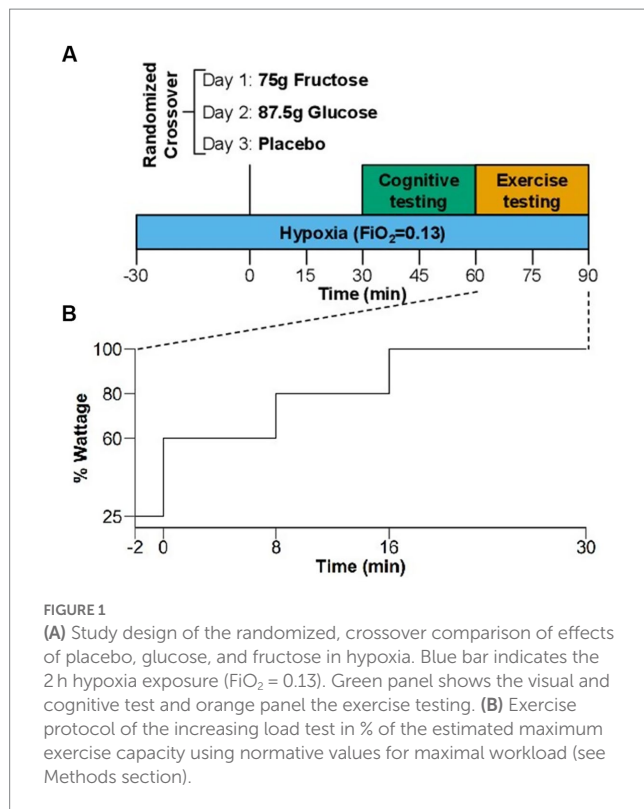 A
Randomized
Crossover
Day 1: 75g Fructose
Day 2: 87.5g Glucose
Day 3: Placebo
Cognitive
testing
Exercise
testing
Hypoxia (FiO₂=0.13)
-30 0 15 30 45 60 75 90
Time (min)
B
% Wattage
100
80
60
25
-2 0 8 16 30
Time (min)
FIGURE 1
(A) Study design of the randomized, crossover comparison of effects
of placebo, glucose, and fructose in hypoxia. Blue bar indicates the
2 h hypoxia exposure (FiO₂ = 0.13). Green panel shows the visual and
cognitive test and orange panel the exercise testing. (B) Exercise
protocol of the increasing load test in % of the estimated maximum
exercise capacity using normative values for maximal workload (see
Methods section).